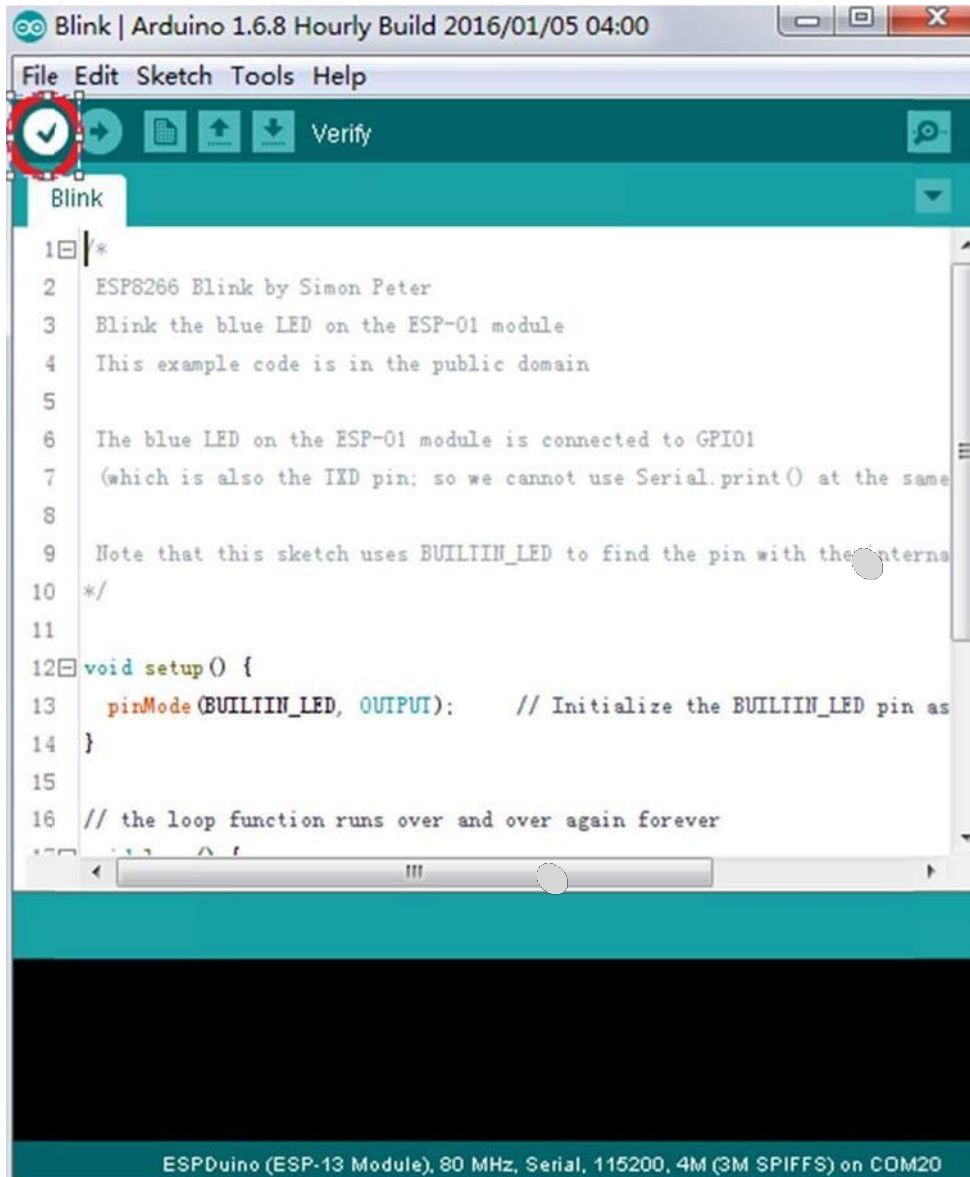 Blink | Arduino 1.6.8 Hourly Build 2016/01/05 04:00
File Edit Sketch Tools Help
Verify
Blink
1 /*
2 ESP8266 Blink by Simon Peter
3 Blink the blue LED on the ESP-01 module
4 This example code is in the public domain
5
6 The blue LED on the ESP-01 module is connected to GPIO1
7 (which is also the TXD pin; so we cannot use Serial.print() at the same
8
9 Note that this sketch uses BUILTIN_LED to find the pin with the interna
10 */
11
12 void setup() {
13 pinMode(BUILTIN_LED, OUTPUT); // Initialize the BUILTIN_LED pin as
14 }
15
16 // the loop function runs over and over again forever
ESPDuino (ESP-13 Module), 80 MHz, Serial, 115200, 4M (3M SPIFFS) on COM20